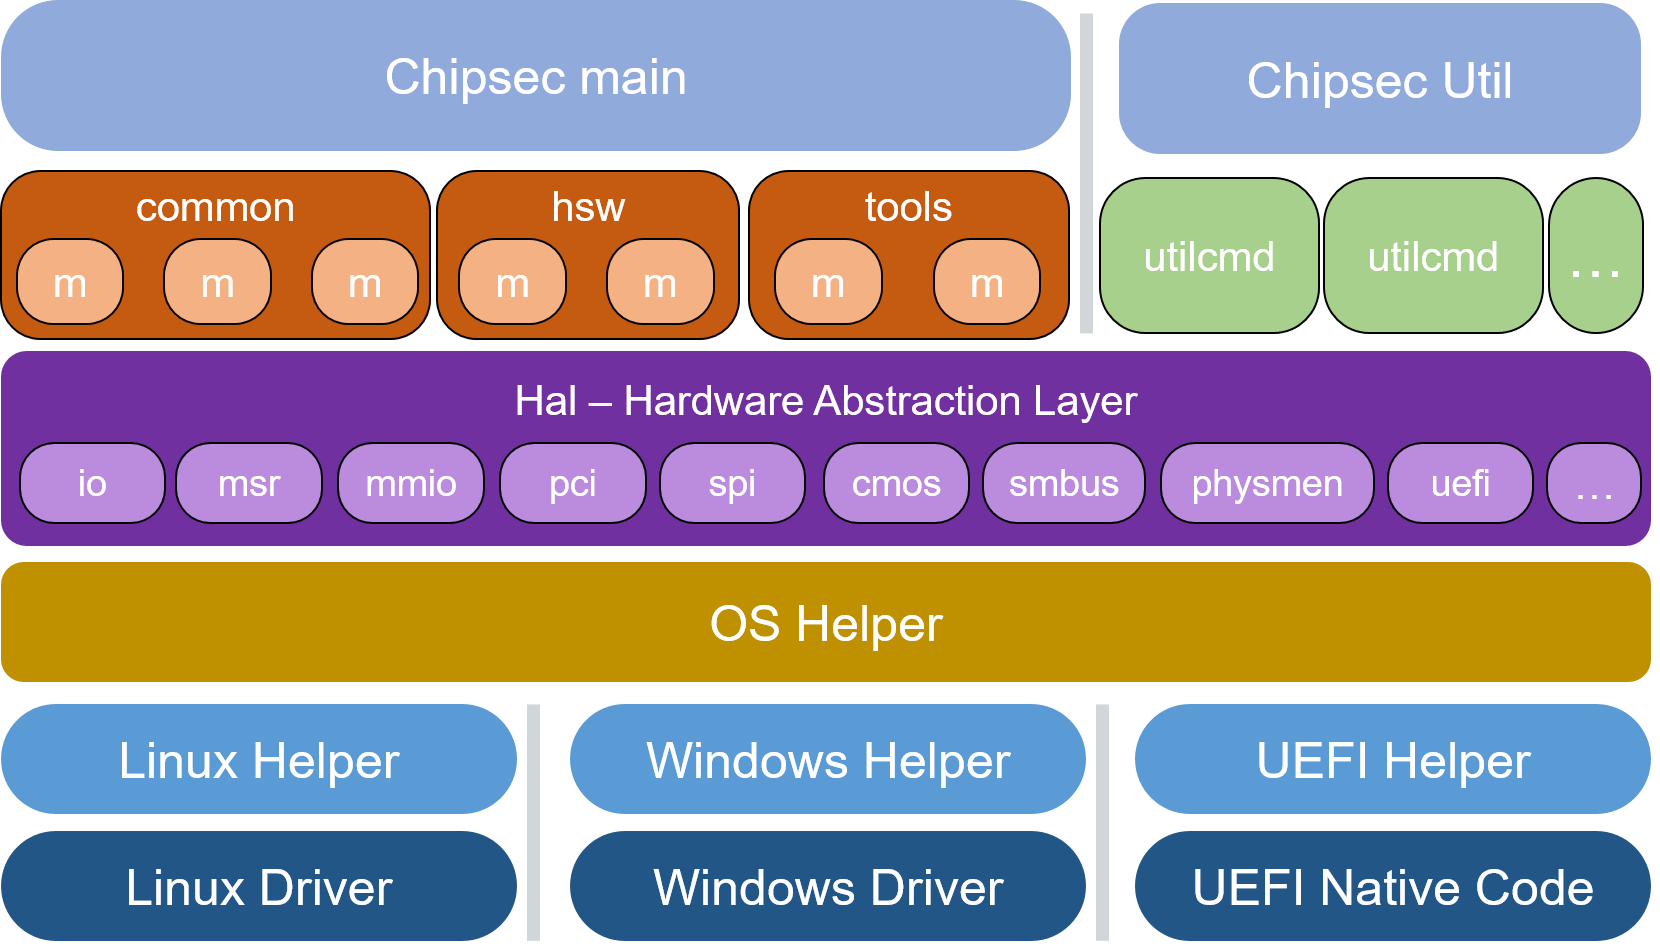 Chipsec main
Chipsec Util
common
hsw
tools
m
m
m
m
m
m
m
utilcmd
utilcmd
...
Hal – Hardware Abstraction Layer
io
msr
mmio
pci
spi
cmos
smbus
physmen
uefi
...
OS Helper
Linux Helper
Windows Helper
UEFI Helper
Linux Driver
Windows Driver
UEFI Native Code